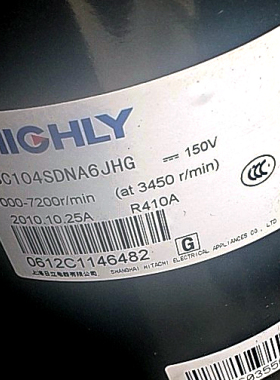 HIGHLY
C104SDNA6JHG ⎓ 150V
000-7200r/min (at 3450 r/min)
2010.10.25A R410A
CCC
G
0612C1146482
上海日立电器有限公司 SHANGHAI HITACHI ELECTRICAL APPLIANCES CO., LTD